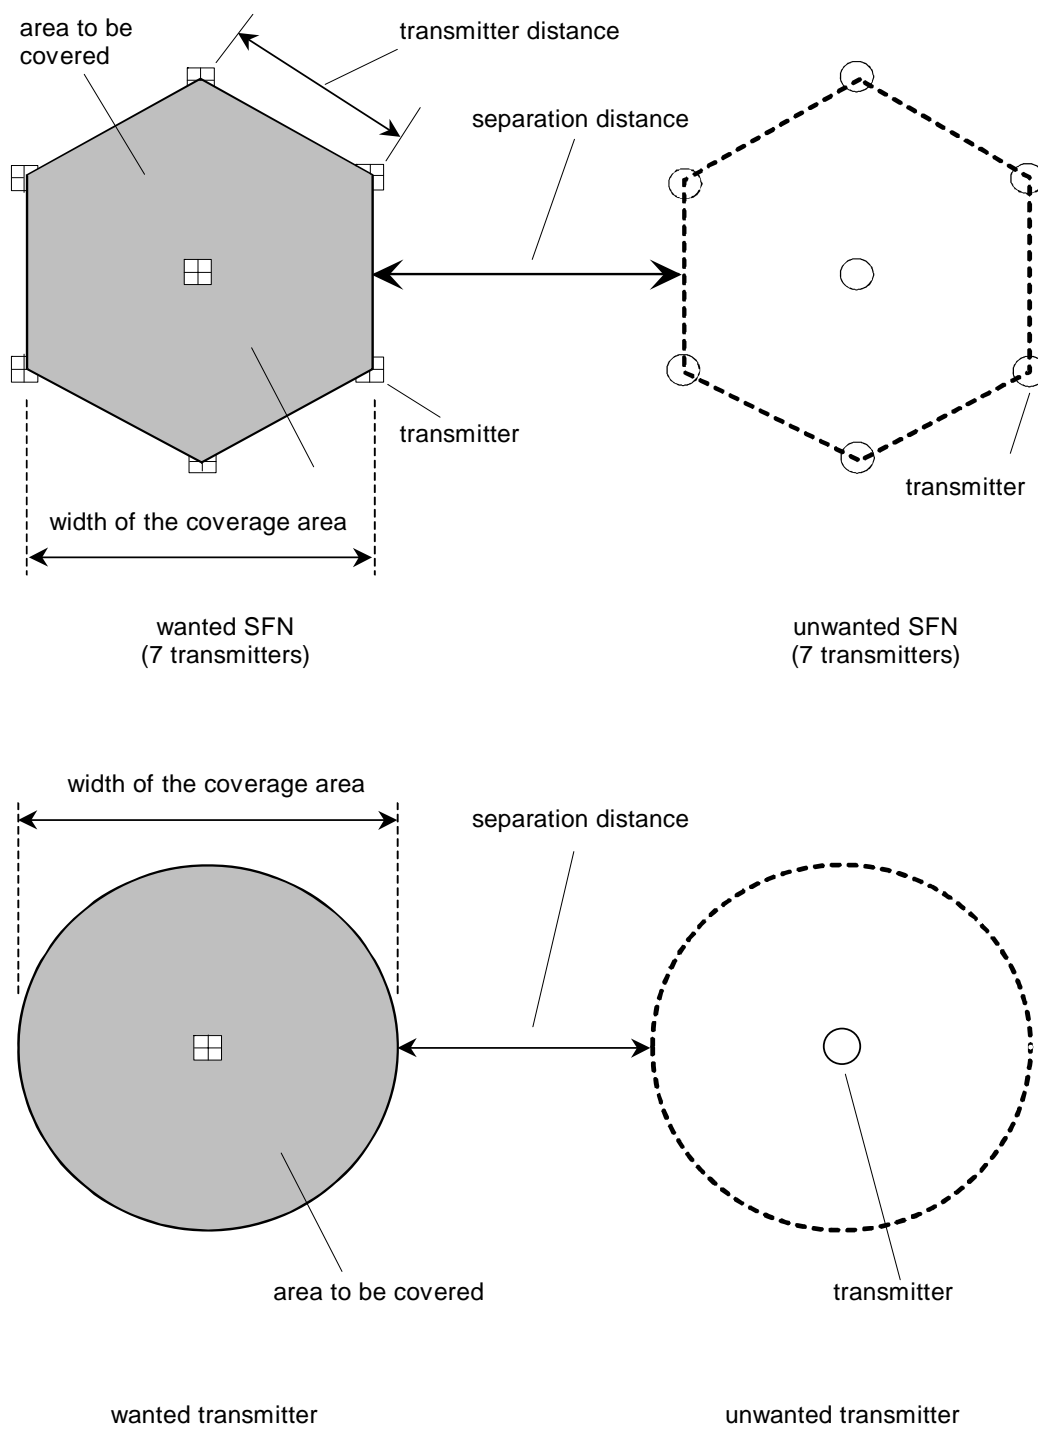 area to be
covered
transmitter distance
separation distance
transmitter
transmitter
width of the coverage area
wanted SFN
(7 transmitters)
unwanted SFN
(7 transmitters)
width of the coverage area
separation distance
area to be covered
transmitter
wanted transmitter
unwanted transmitter